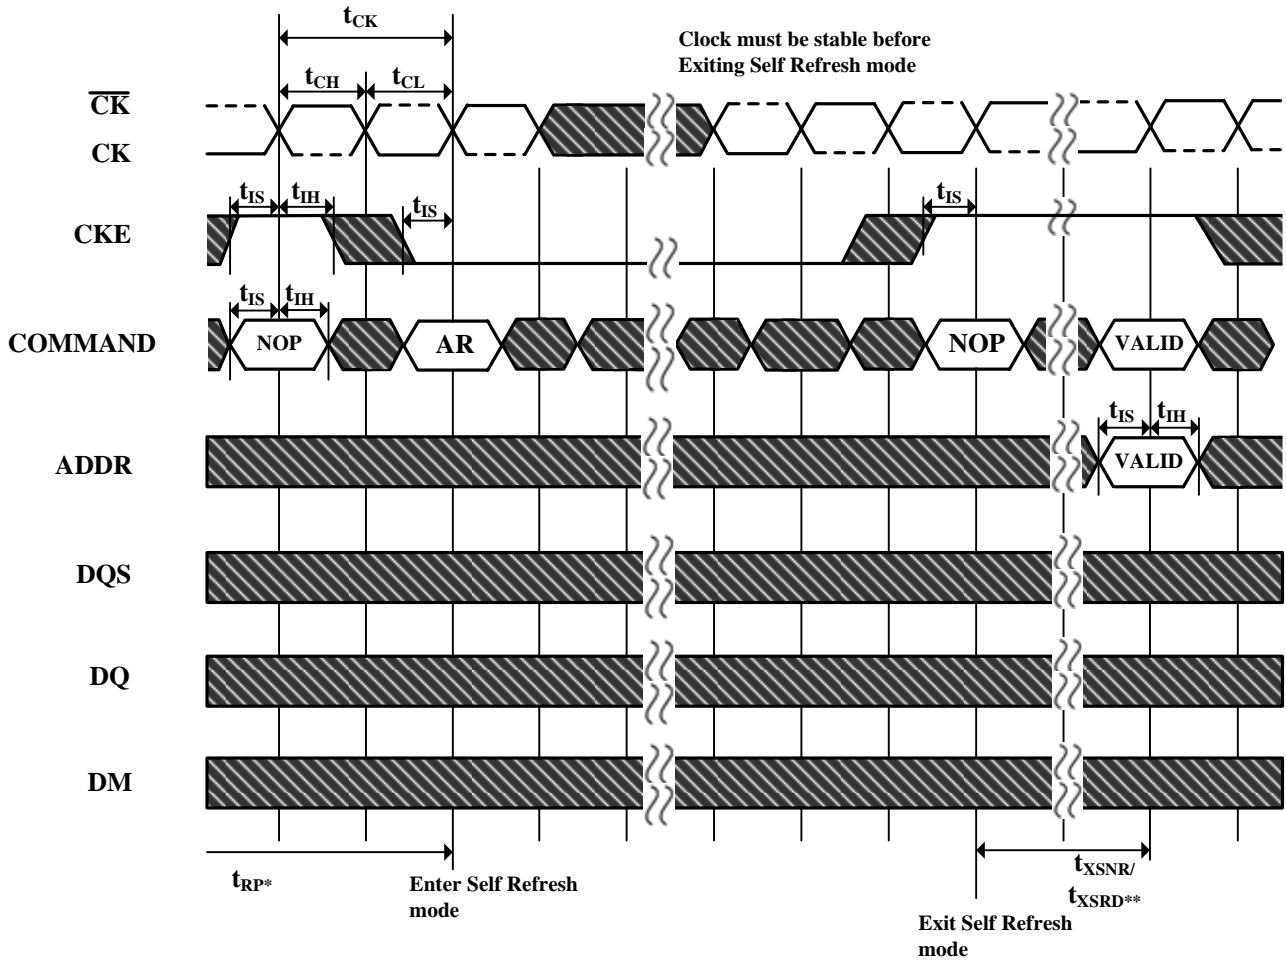 tCK
Clock must be stable before
Exiting Self Refresh mode
tCH
tCL
CK
CK
tIS
tIH
tIS
tIS
CKE
tIS
tIH
COMMAND
NOP
AR
NOP
VALID
tIS
tIH
ADDR
VALID
DQS
DQ
DM
tRP*
Enter Self Refresh
mode
tXSNR/
tXSRD**
Exit Self Refresh
mode